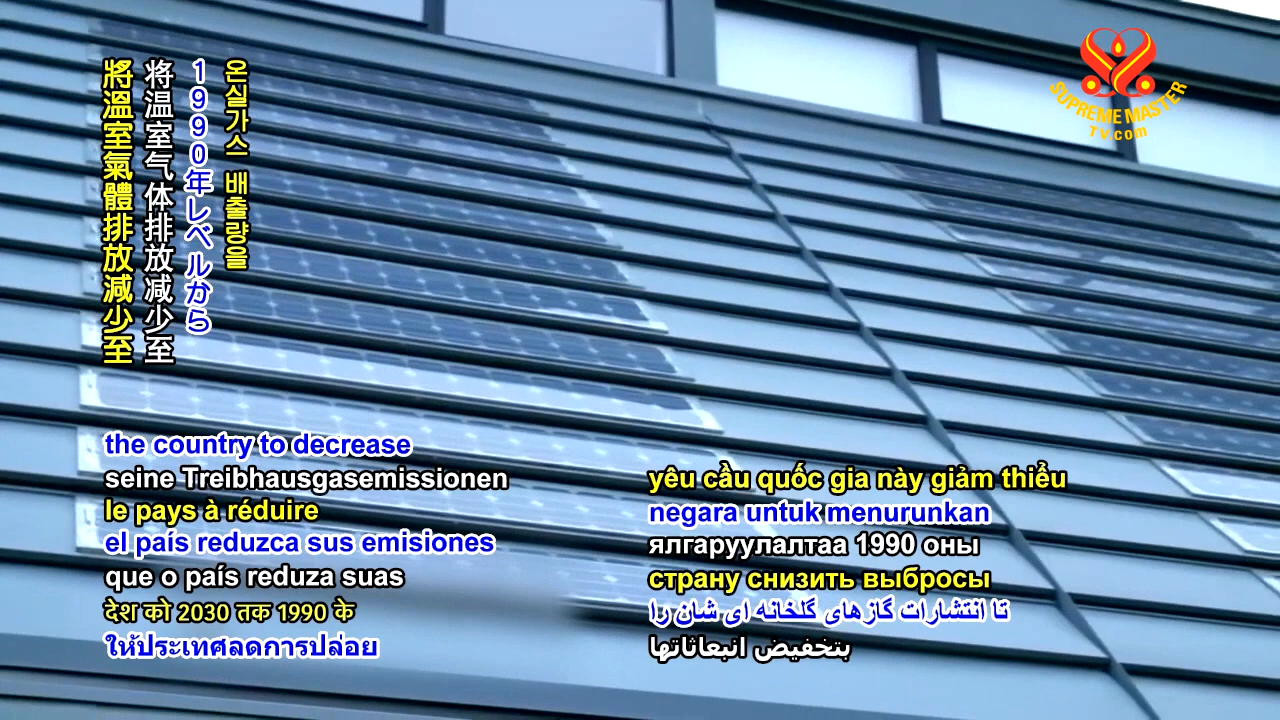 온실가스 배출량을
1990年レベルから
将温室气体排放减少至
將溫室氣體排放減少至
SUPREME MASTER
TV.com
the country to decrease
seine Treibhausgasemissionen
le pays à réduire
el país reduzca sus emisiones
que o país reduza suas
देश को 2030 तक 1990 के
ให้ประเทศลดการปล่อย
yêu cầu quốc gia này giảm thiểu
negara untuk menurunkan
ялгаруулалтаа 1990 оны
страну снизить выбросы
تا انتشارات گازهای گلخانه ای شان را
بتخفيض انبعاثاتها